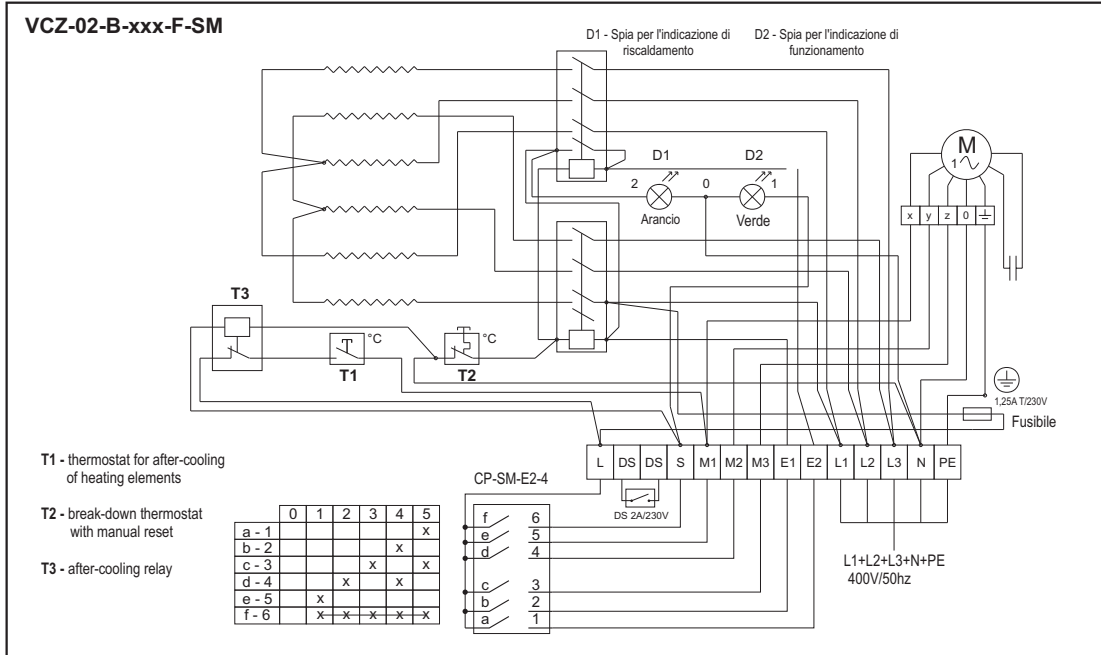 VCZ-02-B-xxx-F-SM
D1 - Spia per l'indicazione di
riscaldamento
D2 - Spia per l'indicazione di
funzionamento
D1
D2
2
0
1
Arancio
Verde
M
1
x y z 0
T3
°C
T1
°C
T2
1,25A T/230V
Fusibile
L DS DS S M1 M2 M3 E1 E2 L1 L2 L3 N PE
DS 2A/230V
CP-SM-E2-4
f 6
e 5
d 4
c 3
b 2
a 1
L1+L2+L3+N+PE
400V/50hz
T1 - thermostat for after-cooling
of heating elements
T2 - break-down thermostat
with manual reset
T3 - after-cooling relay
0 1 2 3 4 5
a - 1 x
b - 2 x
c - 3 x x
d - 4 x x
e - 5 x
f - 6 x x x x x